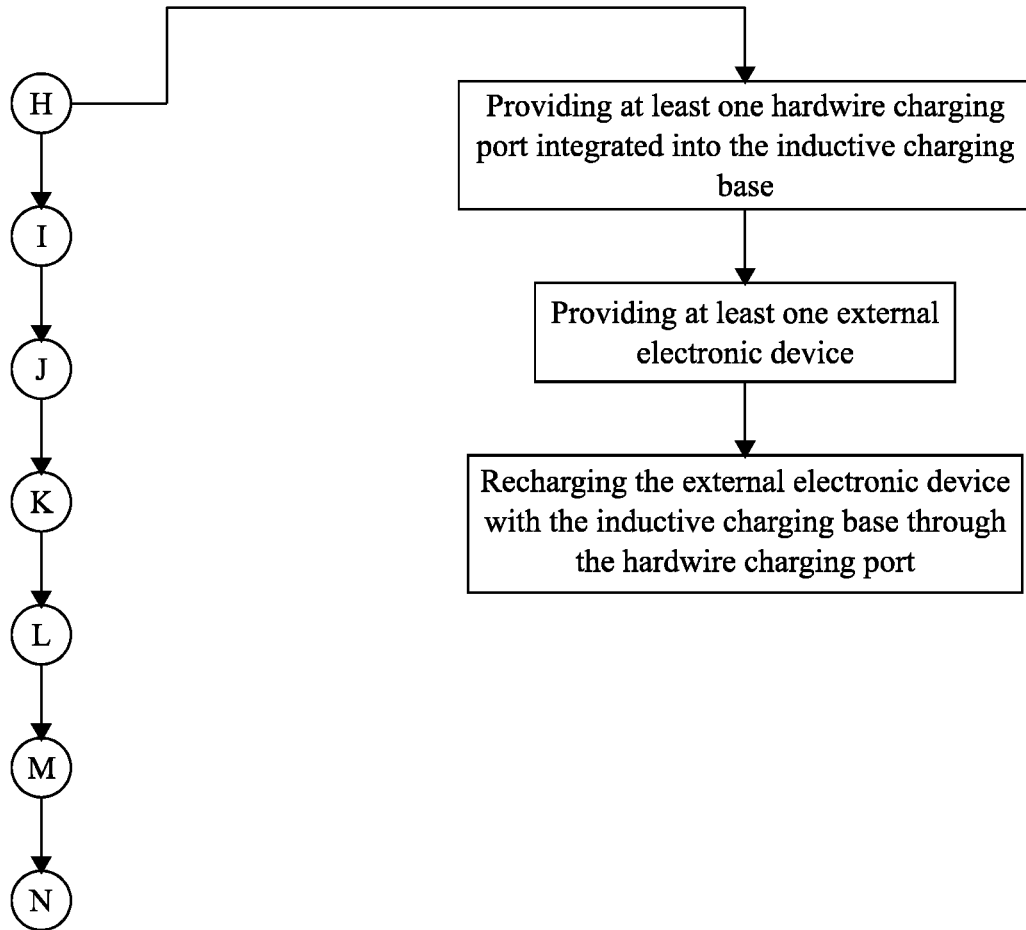 H
Providing at least one hardwire charging
port integrated into the inductive charging
base
I
Providing at least one external
electronic device
J
Recharging the external electronic device
with the inductive charging base through
the hardwire charging port
K
L
M
N